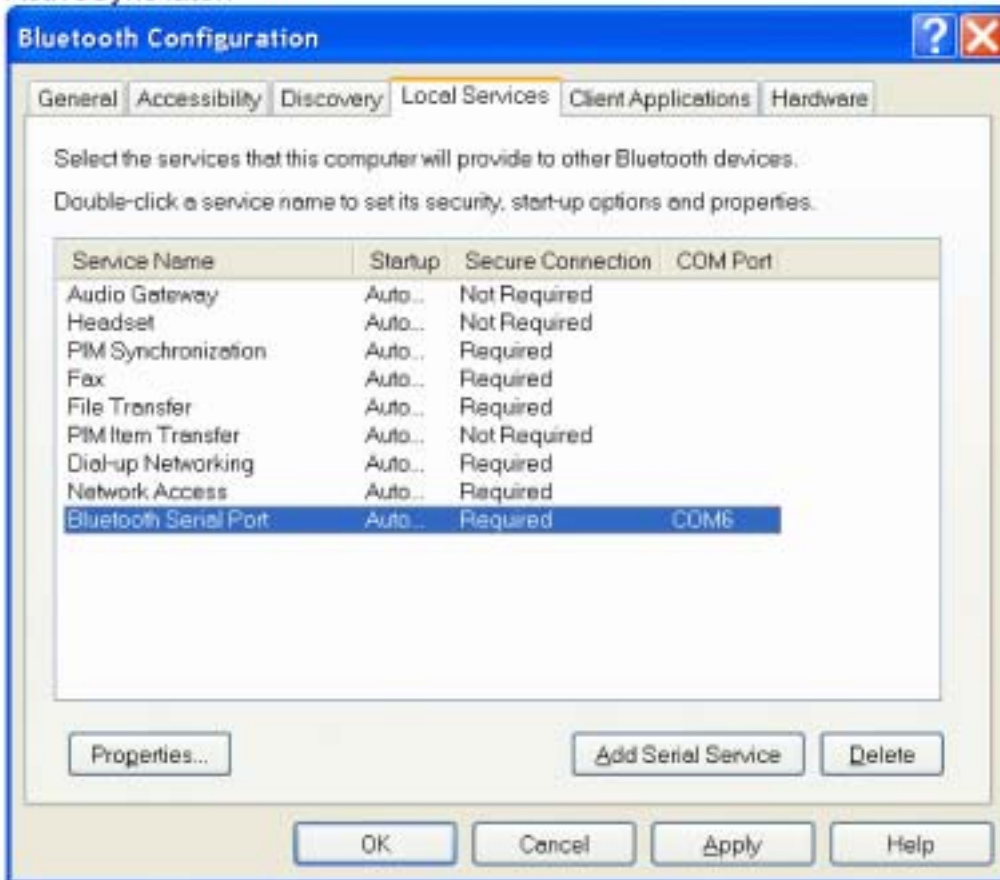 Bluetooth Configuration
General Accessibility Discovery Local Services Client Applications Hardware
Select the services that this computer will provide to other Bluetooth devices.
Double-click a service name to set its security, start-up options and properties.
Service Name Startup Secure Connection COM Port
Audio Gateway Auto... Not Required
Headset Auto... Not Required
PIM Synchronization Auto... Required
Fax Auto... Required
File Transfer Auto... Required
PIM Item Transfer Auto... Not Required
Dial-up Networking Auto... Required
Network Access Auto... Required
Bluetooth Serial Port Auto... Required COM6
Properties... Add Serial Service Delete
OK Cancel Apply Help